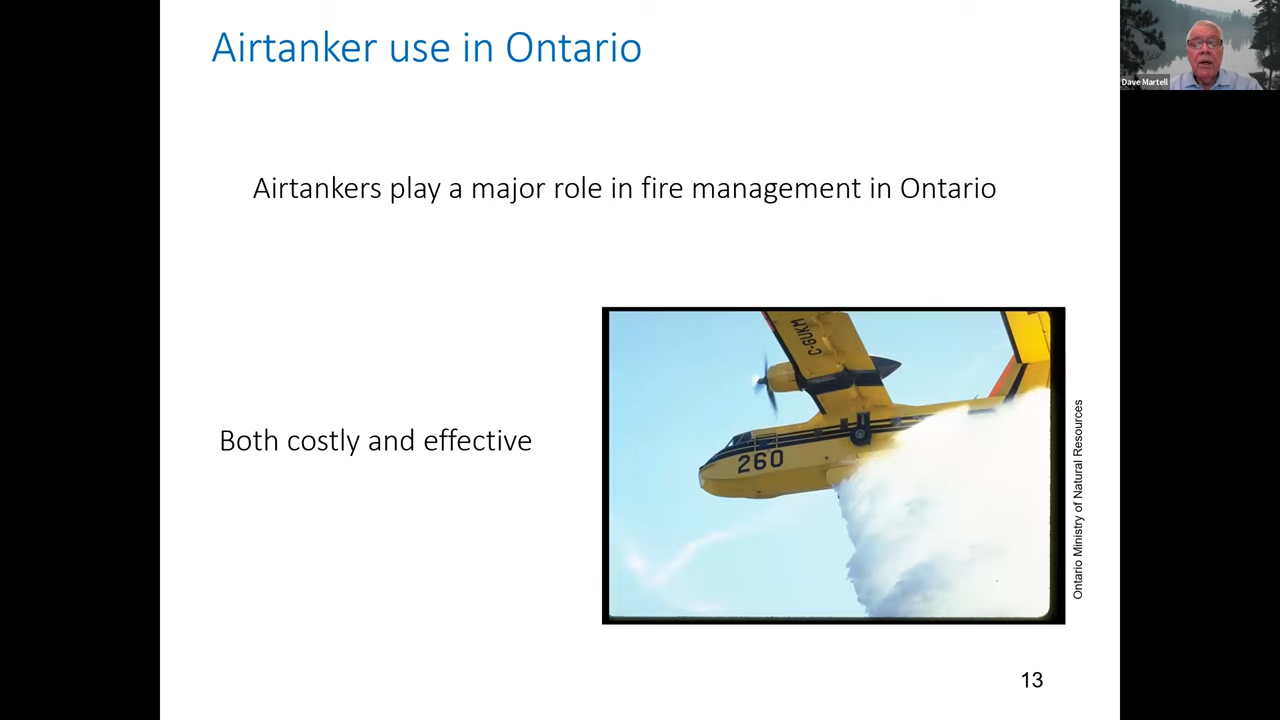 Airtanker use in Ontario
Dave Martell
Airtankers play a major role in fire management in Ontario
Both costly and effective
C-GUKM
260
Ontario Ministry of Natural Resources
13